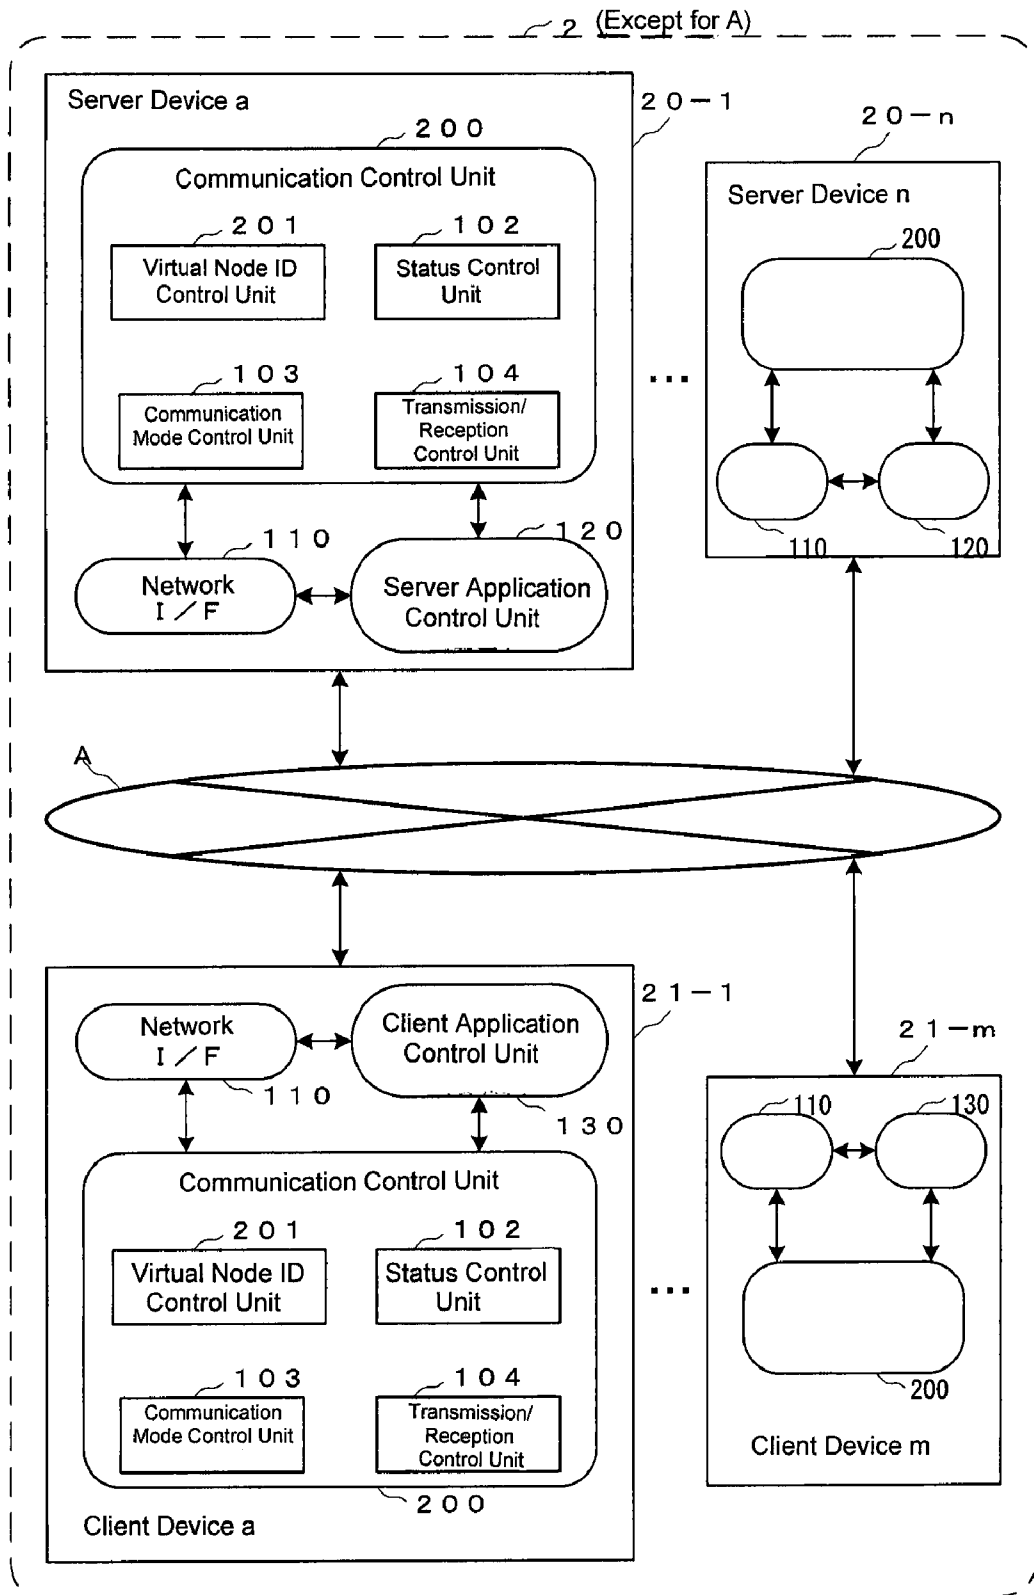 2 (Except for A)
Server Device a
20-1
200
Communication Control Unit
201
102
Virtual Node ID
Control Unit
Status Control
Unit
103
104
Communication
Mode Control Unit
Transmission/
Reception
Control Unit
110
120
Network
I/F
Server Application
Control Unit
...
20-n
Server Device n
200
110
120
A
21-1
Network
I/F
Client Application
Control Unit
110
130
Communication Control Unit
201
102
Virtual Node ID
Control Unit
Status Control
Unit
103
104
Communication
Mode Control Unit
Transmission/
Reception
Control Unit
200
Client Device a
...
21-m
110
130
200
Client Device m